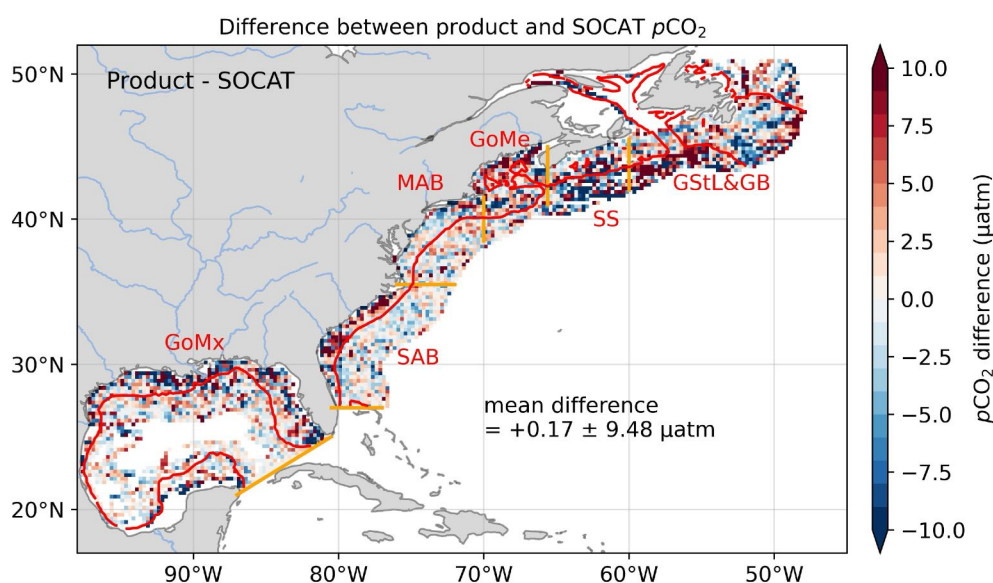 Difference between product and SOCAT pCO₂
50°N
Product - SOCAT
GoMe
MAB
GStL&GB
40°N
SS
GoMx
30°N
SAB
mean difference
= +0.17 ± 9.48 µatm
20°N
90°W 80°W 70°W 60°W 50°W
10.0
7.5
5.0
2.5
0.0
−2.5
−5.0
−7.5
−10.0
pCO₂ difference (µatm)